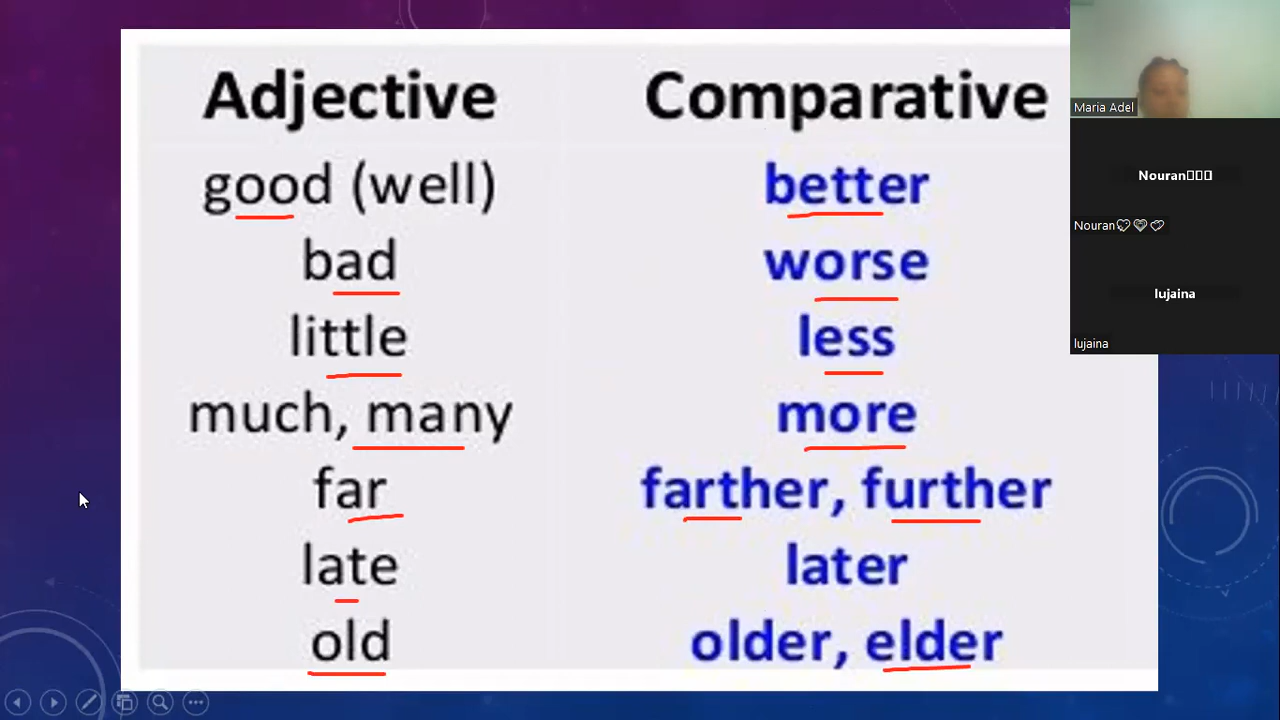 Adjective Comparative
good (well) better
bad worse
little less
much, many more
far farther, further
late later
old older, elder
Maria Adel
Nouran▯▯▯
Nouran♡💝♡
lujaina
lujaina